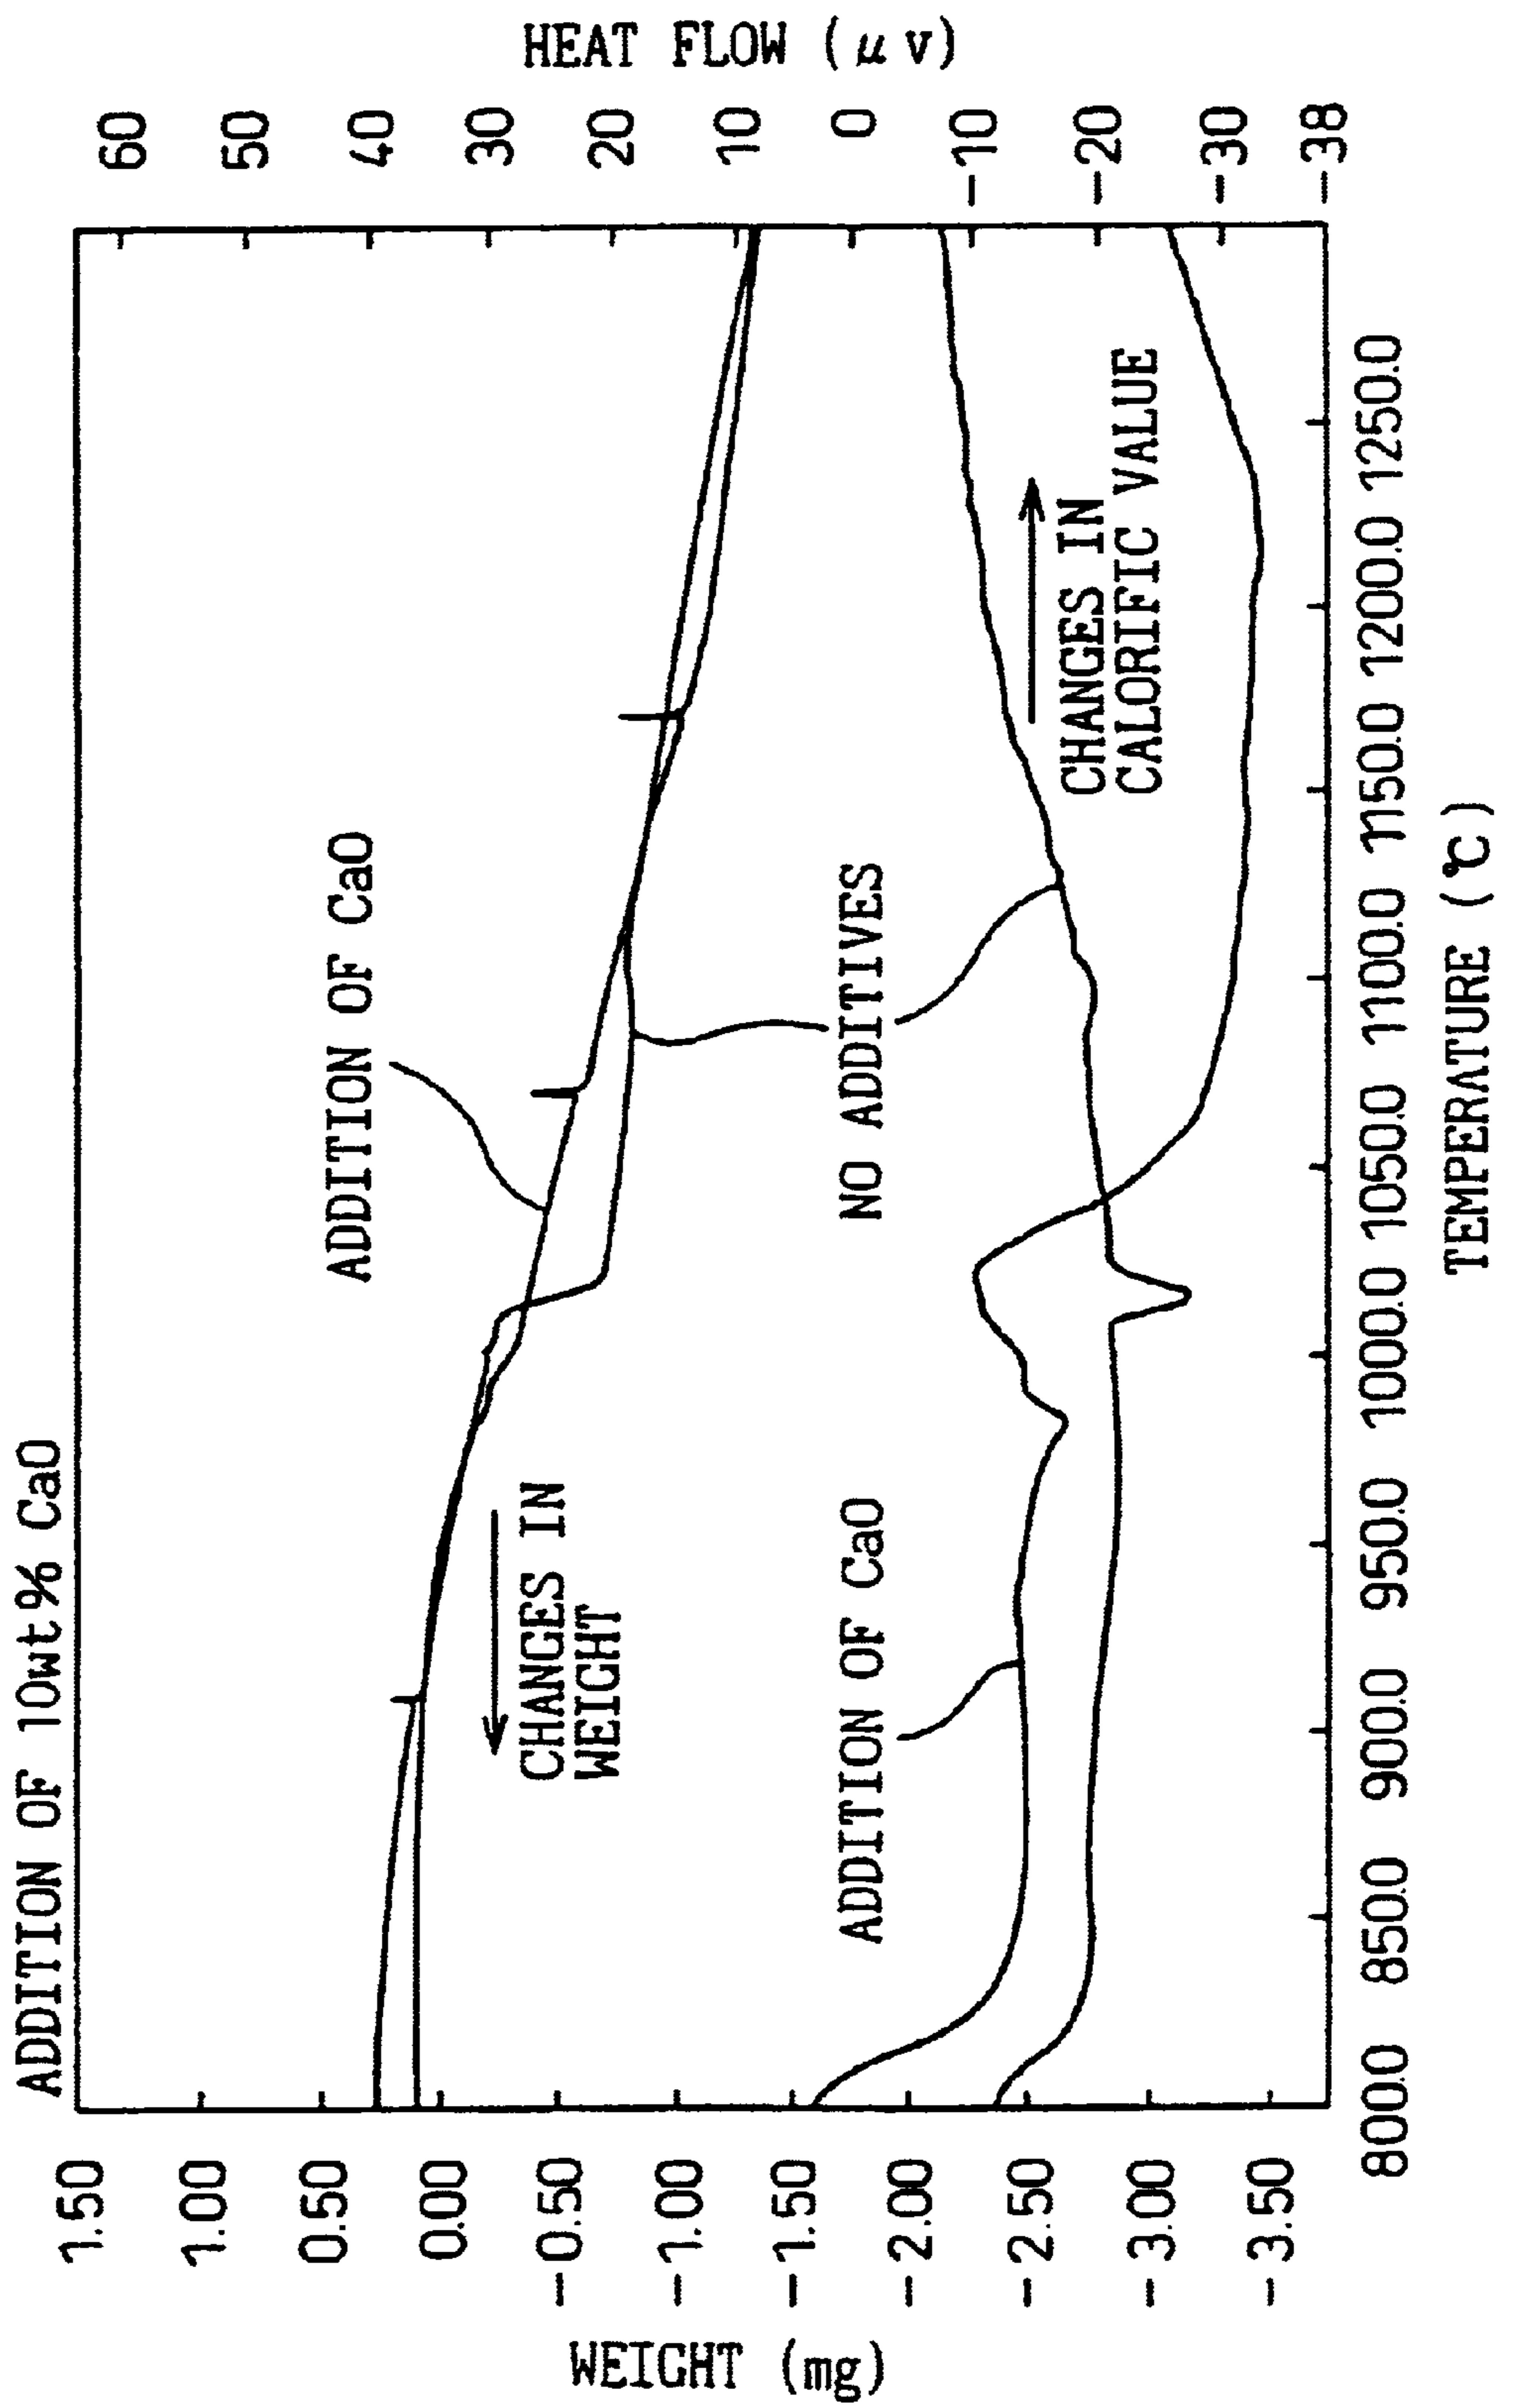 ADDITION OF 10wt% CaO
HEAT FLOW (μv)
60
50
40
30
20
10
0
-10
-20
-30
-38
1.50
1.00
0.50
0.00
-0.50
-1.00
-1.50
-2.00
-2.50
-3.00
-3.50
WEIGHT (mg)
ADDITION OF CaO
CHANGES IN
WEIGHT
NO ADDITIVES
ADDITION OF CaO
CHANGES IN
CALORIFIC VALUE
800.0 850.0 900.0 950.0 1000.0 1050.0 1100.0 1150.0 1200.0 1250.0
TEMPERATURE (℃)